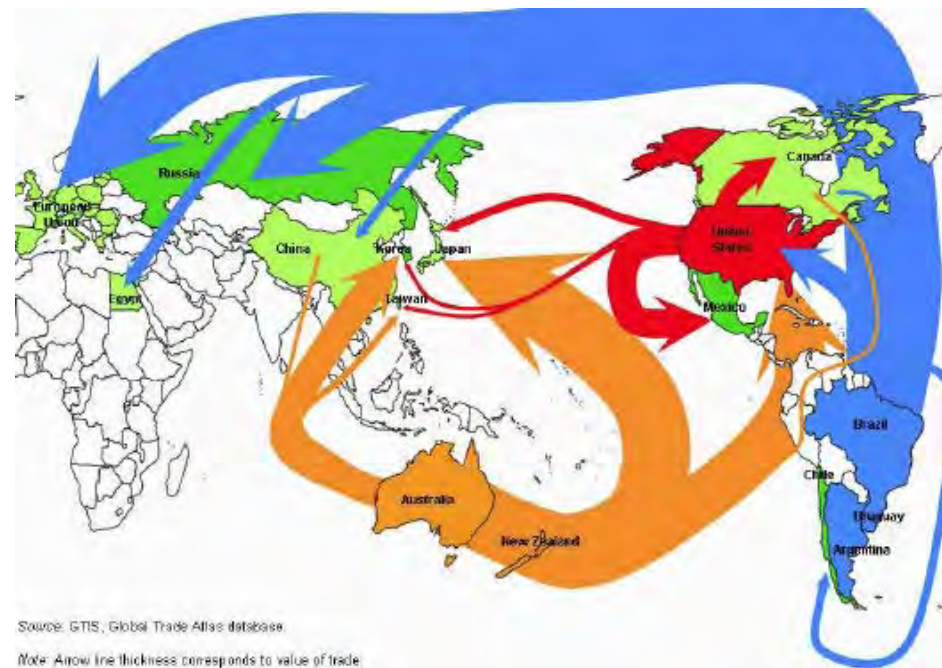 Canada
Russia
European
Union
United
States
China
Korea
Japan
Egypt
Taiwan
Mexico
Brazil
Chile
Australia
Uruguay
New Zealand
Argentina
Source: GTIS, Global Trade Atlas database.
Note: Arrow line thickness corresponds to value of trade